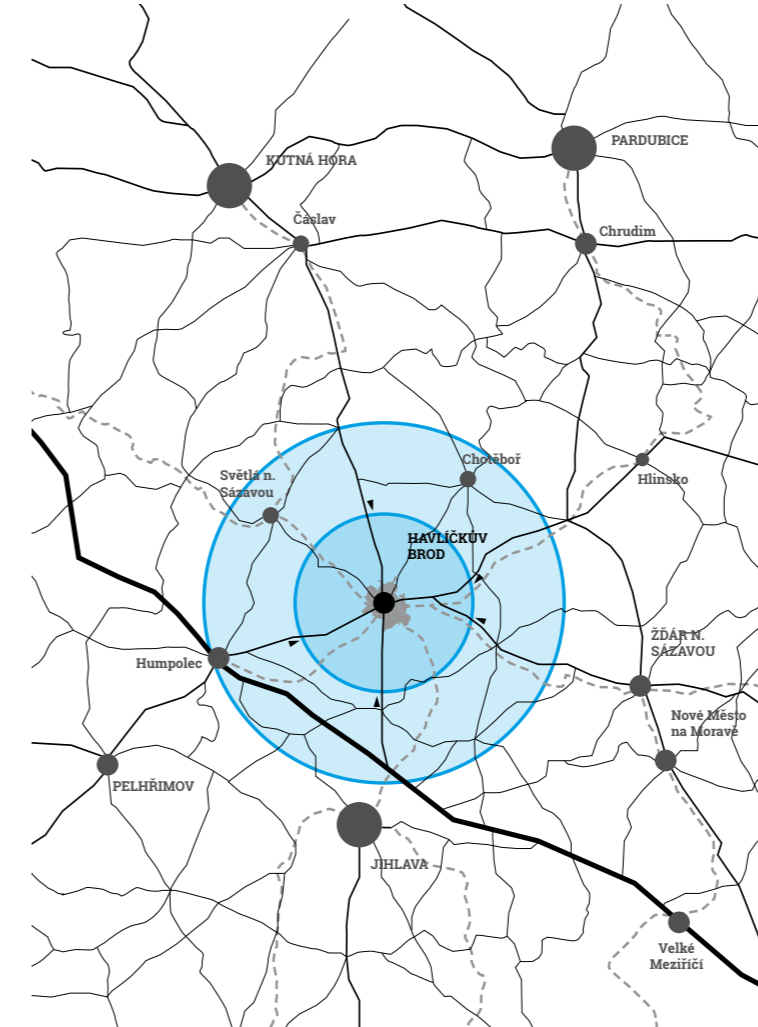 PARDUBICE
KUTNÁ HORA
Čáslav
Chrudim
Chotěboř
Světlá n.
Sázavou
Hlinsko
HAVLÍČKŮV
BROD
ŽĎÁR N.
SÁZAVOU
Humpolec
Nové Město
na Moravě
PELHŘIMOV
JIHLAVA
Velké
Meziříčí